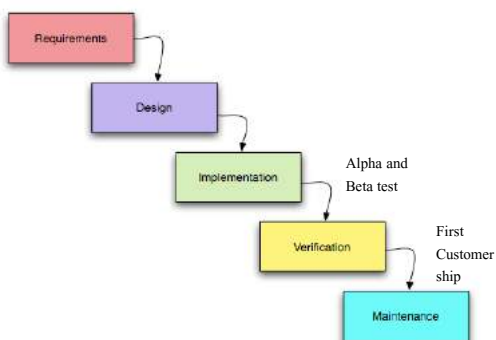 Requirements
Design
Implementation
Alpha and
Beta test
Verification
First
Customer
ship
Maintenance